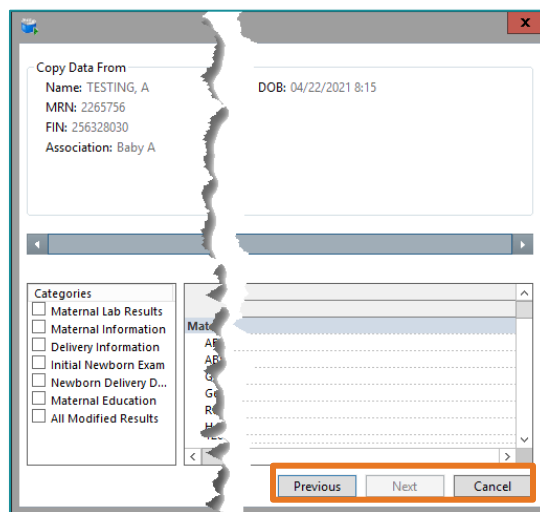 X
Copy Data From
Name: TESTING, A DOB: 04/22/2021 8:15
MRN: 2265756
FIN: 256328030
Association: Baby A
Categories
Maternal Lab Results
Maternal Information
Delivery Information
Initial Newborn Exam
Newborn Delivery D...
Maternal Education
All Modified Results
Previous Next Cancel